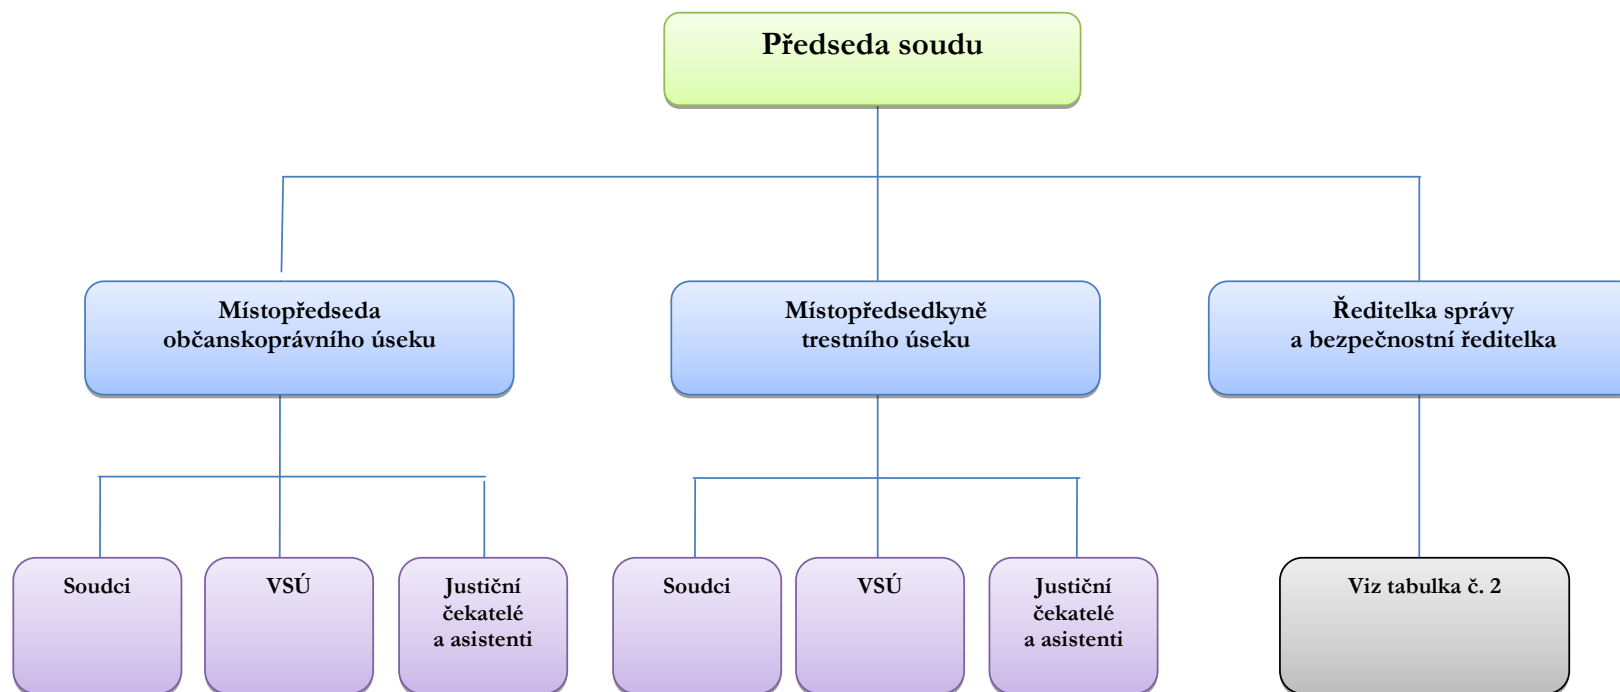 Předseda soudu
Místopředseda
občanskoprávního úseku
Místopředsedkyně
trestního úseku
Ředitelka správy
a bezpečnostní ředitelka
Soudci
VSÚ
Justiční
čekatelé
a asistenti
Soudci
VSÚ
Justiční
čekatelé
a asistenti
Viz tabulka č. 2